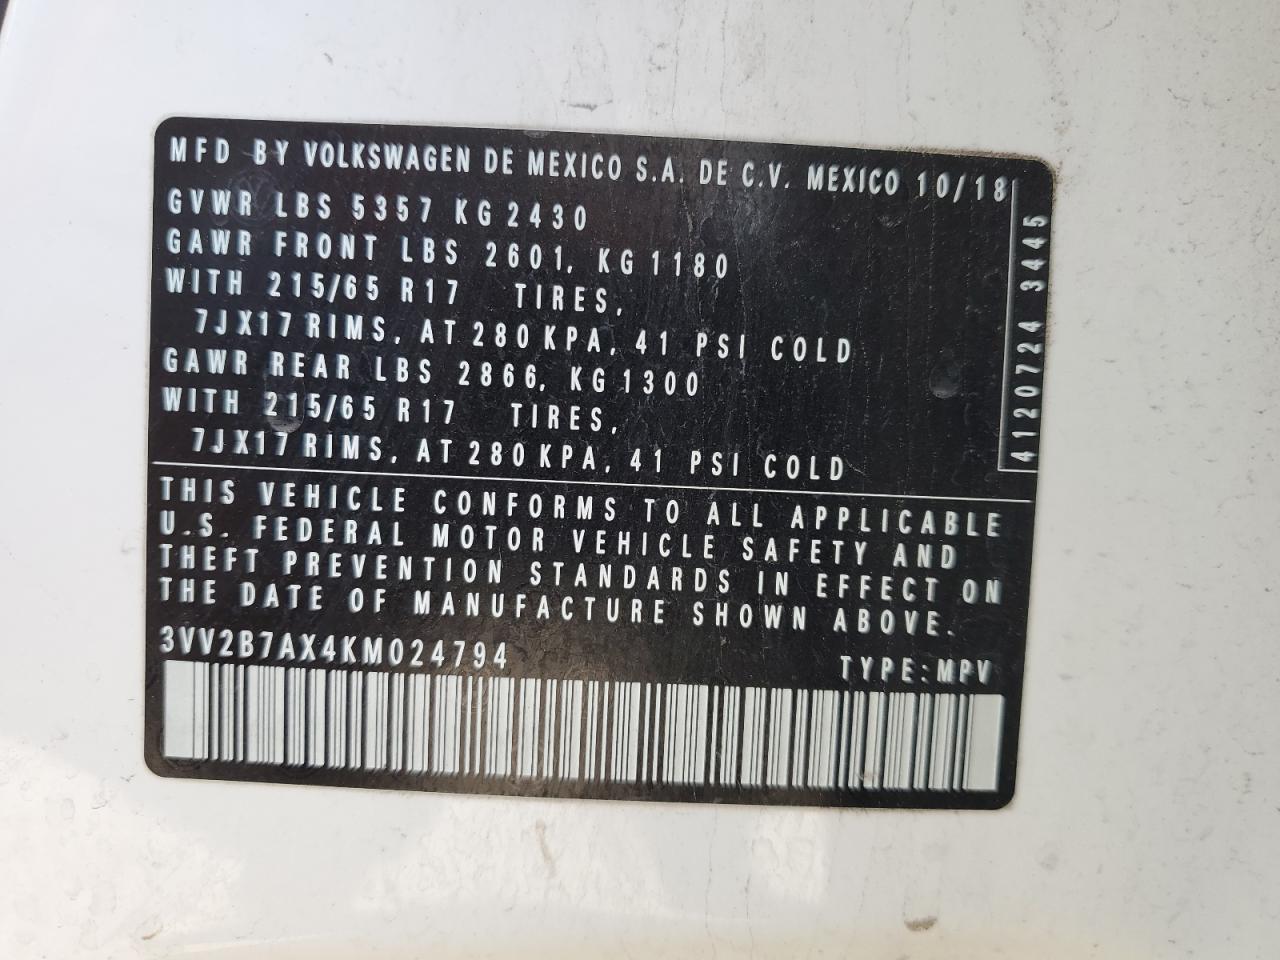 MFD BY VOLKSWAGEN DE MEXICO S.A. DE C.V. MEXICO 10/18
GVWR LBS 5357 KG 2430
GAWR FRONT LBS 2601, KG 1180
WITH 215/65 R17 TIRES,
7JX17 RIMS, AT 280 KPA, 41 PSI COLD
GAWR REAR LBS 2866, KG 1300
WITH 215/65 R17 TIRES,
7JX17 RIMS, AT 280 KPA, 41 PSI COLD
4120724 3445
THIS VEHICLE CONFORMS TO ALL APPLICABLE
U.S. FEDERAL MOTOR VEHICLE SAFETY AND
THEFT PREVENTION STANDARDS IN EFFECT ON
THE DATE OF MANUFACTURE SHOWN ABOVE.
3VV2B7AX4KM024794 TYPE:MPV